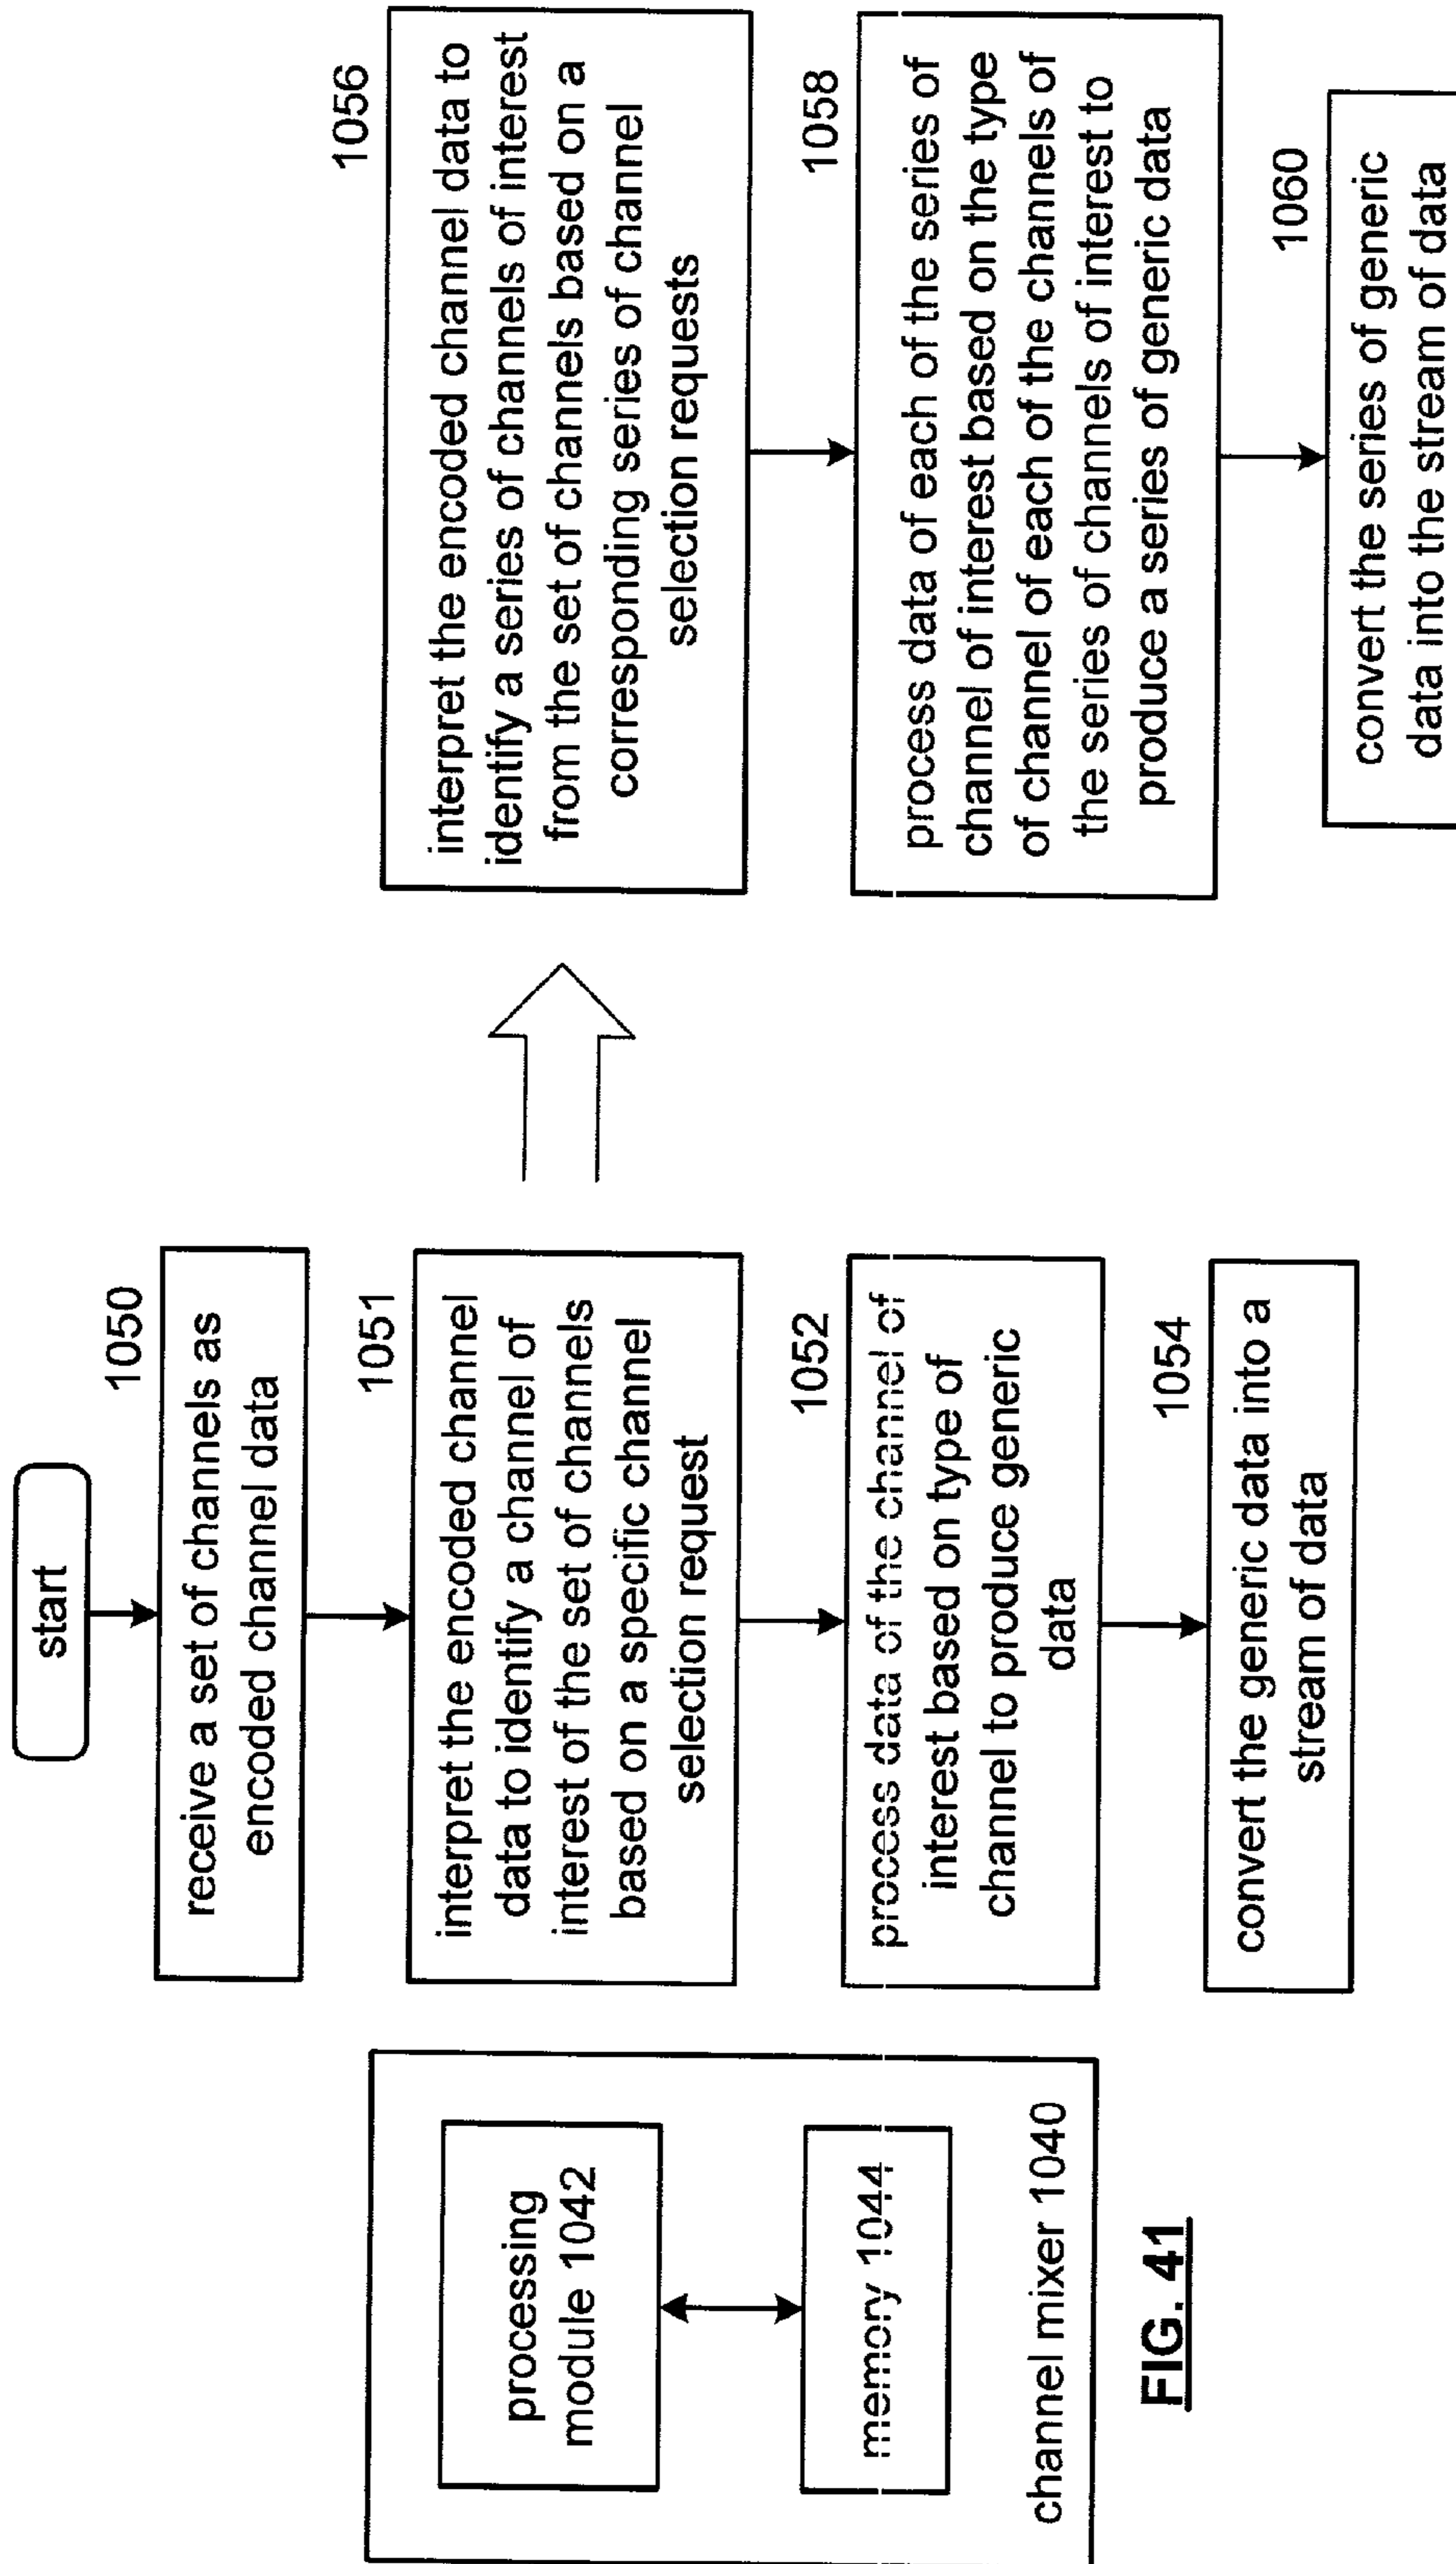 processing
module 1042
memory 1044
channel mixer 1040
FIG. 41
start
1050
receive a set of channels as
encoded channel data
1051
interpret the encoded channel
data to identify a channel of
interest of the set of channels
based on a specific channel
selection request
1052
process data of the channel of
interest based on type of
channel to produce generic
data
1054
convert the generic data into a
stream of data
1056
interpret the encoded channel data to
identify a series of channels of interest
from the set of channels based on a
corresponding series of channel
selection requests
1058
process data of each of the series of
channel of interest based on the type
of channel of each of the channels of
the series of channels of interest to
produce a series of generic data
1060
convert the series of generic
data into the stream of data